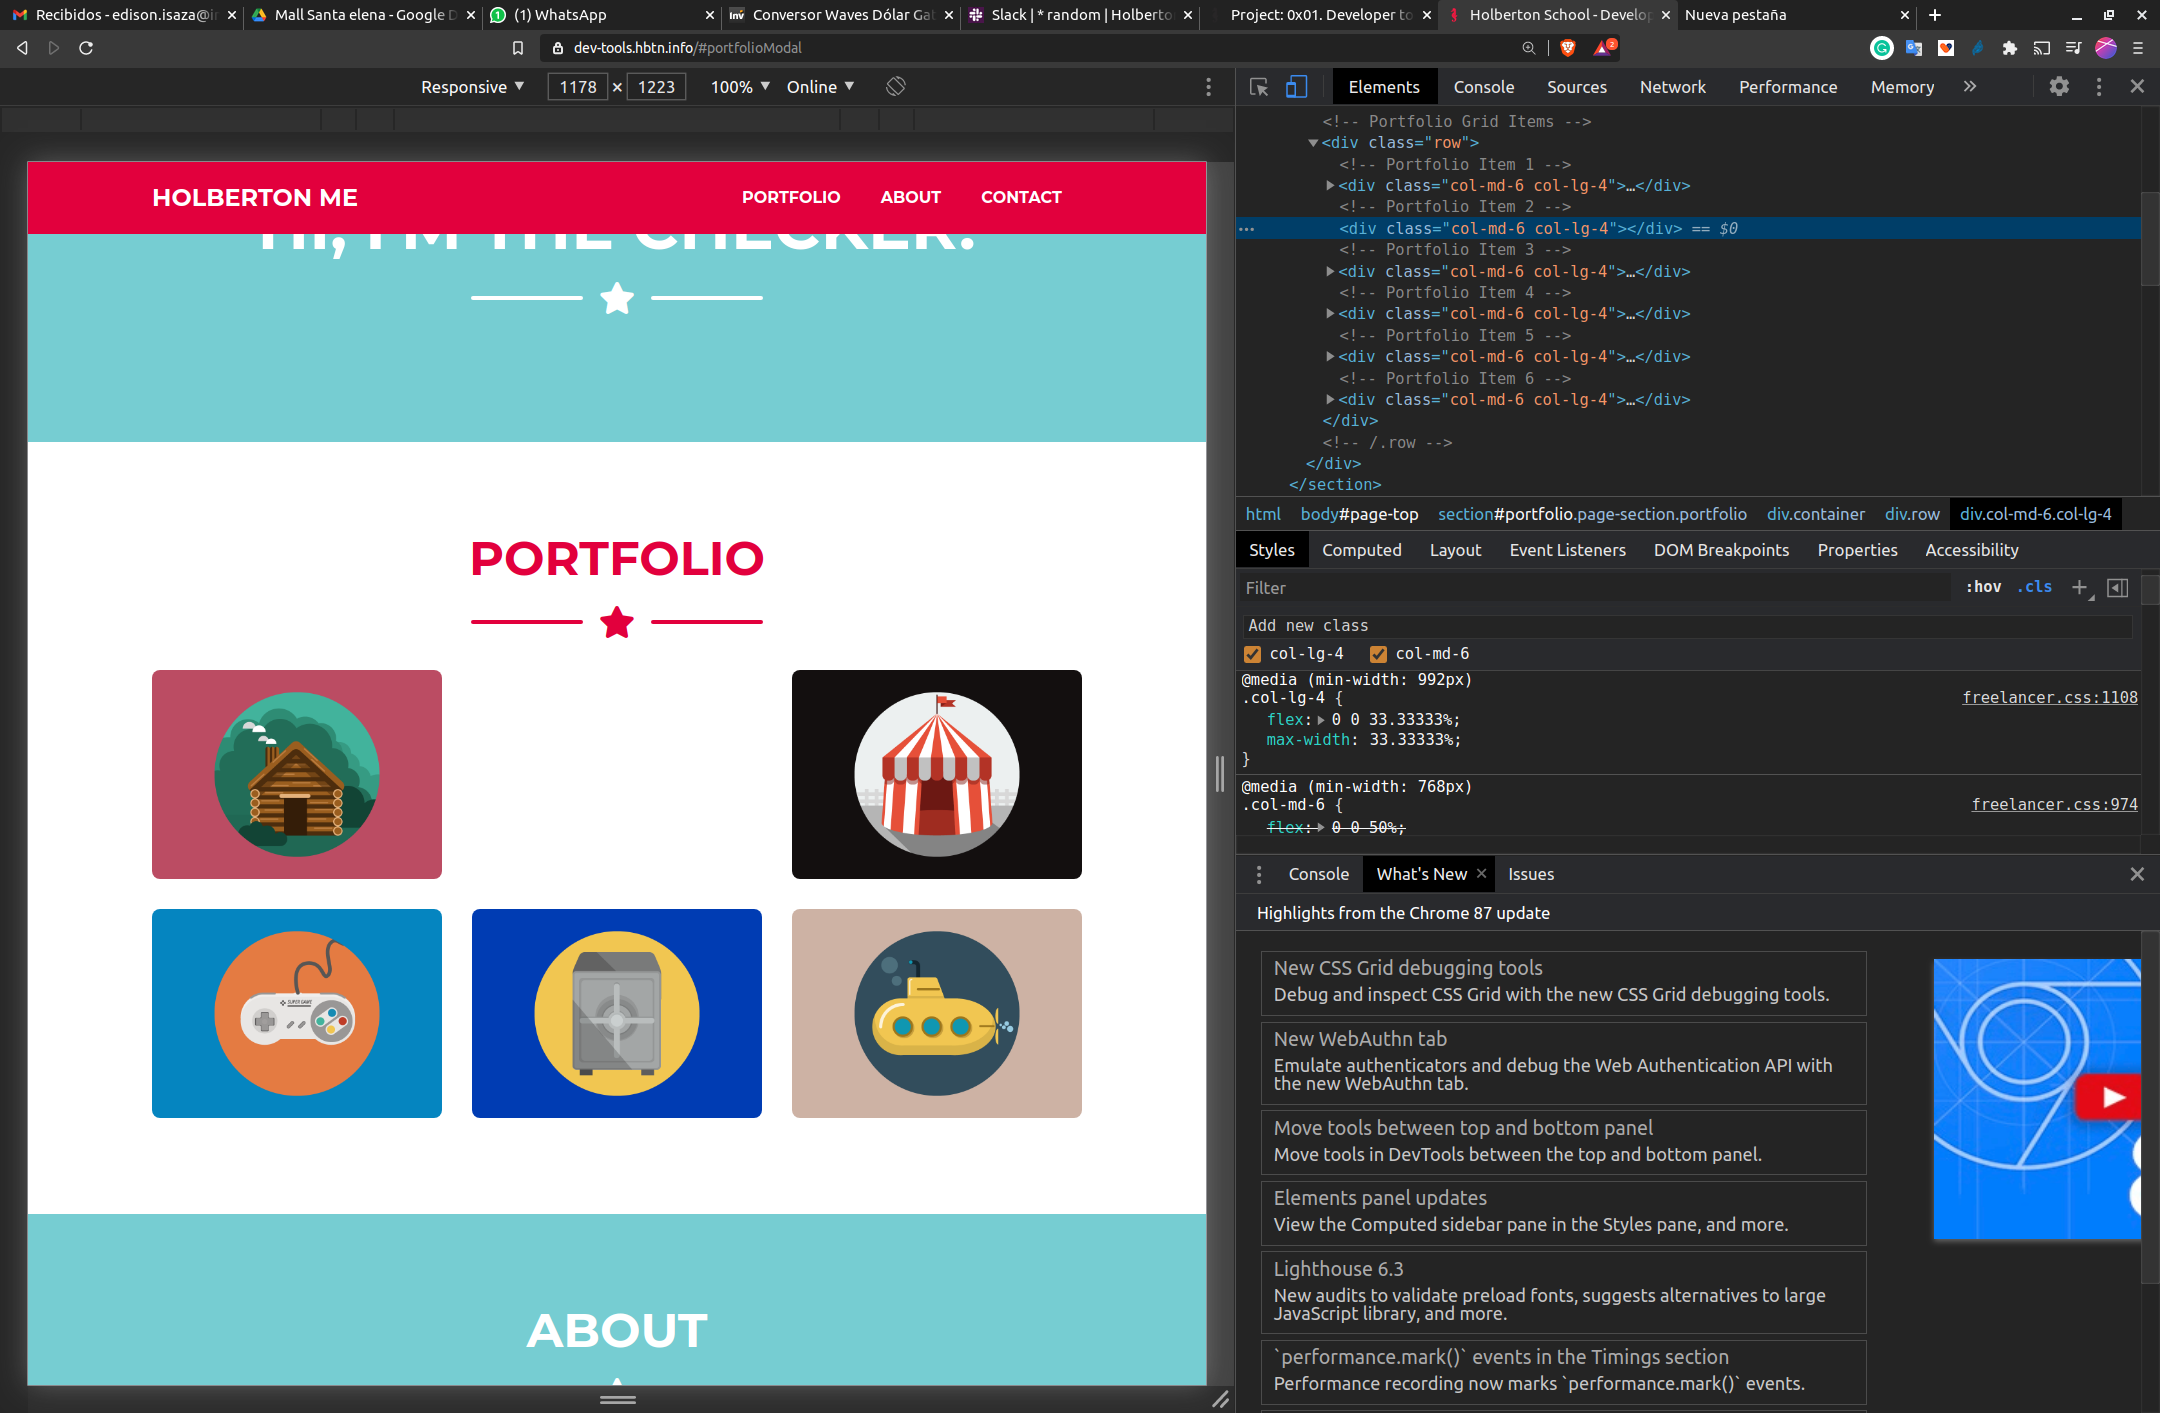 Recibidos - edison.isaza@ir
Mall Santa elena - Google D
(1) WhatsApp
Conversor Waves Dólar Gat
Slack | * random | Holberto
Project: 0x01. Developer to
Holberton School - Develop
Nueva pestaña
dev-tools.hbtn.info/#portfolioModal
2
Responsive ▼ 1178 × 1223 100% ▼ Online ▼
HOLBERTON ME
PORTFOLIO ABOUT CONTACT
HI, I'M THE CHECKER.
PORTFOLIO
SUPER GAME
ABOUT
Elements Console Sources Network Performance Memory »
<!-- Portfolio Grid Items -->
▼<div class="row">
<!-- Portfolio Item 1 -->
▶<div class="col-md-6 col-lg-4">…</div>
<!-- Portfolio Item 2 -->
<div class="col-md-6 col-lg-4"></div> == $0
<!-- Portfolio Item 3 -->
▶<div class="col-md-6 col-lg-4">…</div>
<!-- Portfolio Item 4 -->
▶<div class="col-md-6 col-lg-4">…</div>
<!-- Portfolio Item 5 -->
▶<div class="col-md-6 col-lg-4">…</div>
<!-- Portfolio Item 6 -->
▶<div class="col-md-6 col-lg-4">…</div>
</div>
<!-- /.row -->
</div>
</section>
html body#page-top section#portfolio.page-section.portfolio div.container div.row div.col-md-6.col-lg-4
Styles Computed Layout Event Listeners DOM Breakpoints Properties Accessibility
Filter :hov .cls +
Add new class
col-lg-4 col-md-6
@media (min-width: 992px)
.col-lg-4 { freelancer.css:1108
flex: ▶ 0 0 33.33333%;
max-width: 33.33333%;
}
@media (min-width: 768px)
.col-md-6 { freelancer.css:974
flex: ▶ 0 0 50%;
Console What's New Issues
Highlights from the Chrome 87 update
New CSS Grid debugging tools
Debug and inspect CSS Grid with the new CSS Grid debugging tools.
New WebAuthn tab
Emulate authenticators and debug the Web Authentication API with
the new WebAuthn tab.
Move tools between top and bottom panel
Move tools in DevTools between the top and bottom panel.
Elements panel updates
View the Computed sidebar pane in the Styles pane, and more.
Lighthouse 6.3
New audits to validate preload fonts, suggests alternatives to large
JavaScript library, and more.
`performance.mark()` events in the Timings section
Performance recording now marks `performance.mark()` events.